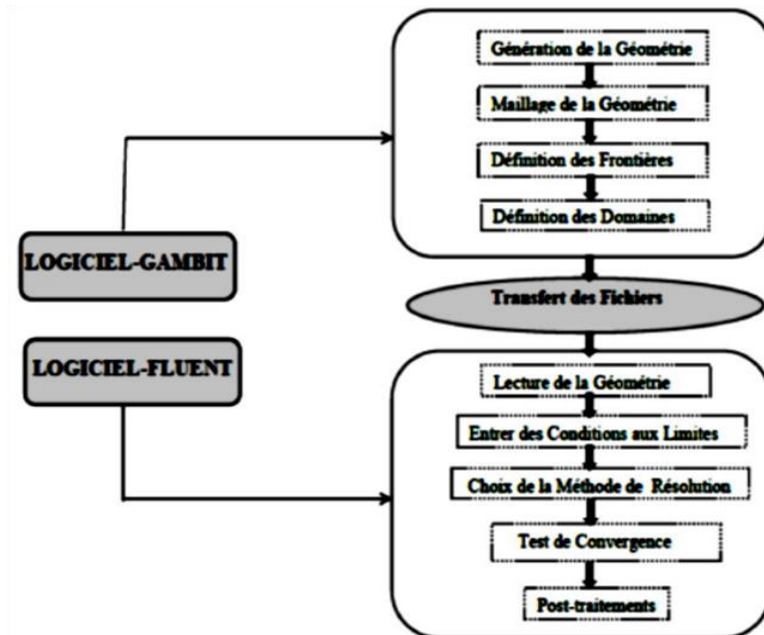 Génération de la Géométrie
Maillage de la Géométrie
Définition des Frontières
Définition des Domaines
LOGICIEL-GAMBIT
Transfert des Fichiers
LOGICIEL-FLUENT
Lecture de la Géométrie
Entrer des Conditions aux Limites
Choix de la Méthode de Résolution
Test de Convergence
Post-traitements